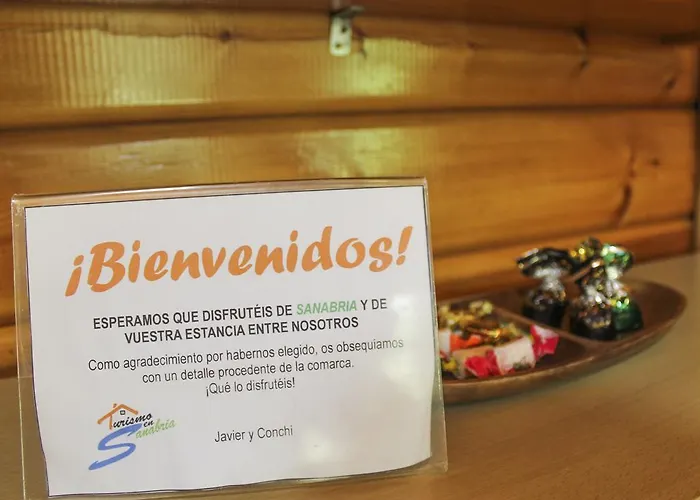 ¡Bienvenidos!
ESPERAMOS QUE DISFRUTÉIS DE SANABRIA Y DE
VUESTRA ESTANCIA ENTRE NOSOTROS
Como agradecimiento por habernos elegido, os obsequiamos
con un detalle procedente de la comarca.
¡Qué lo disfrutéis!
Turismo
en
Sanabria
Javier y Conchi